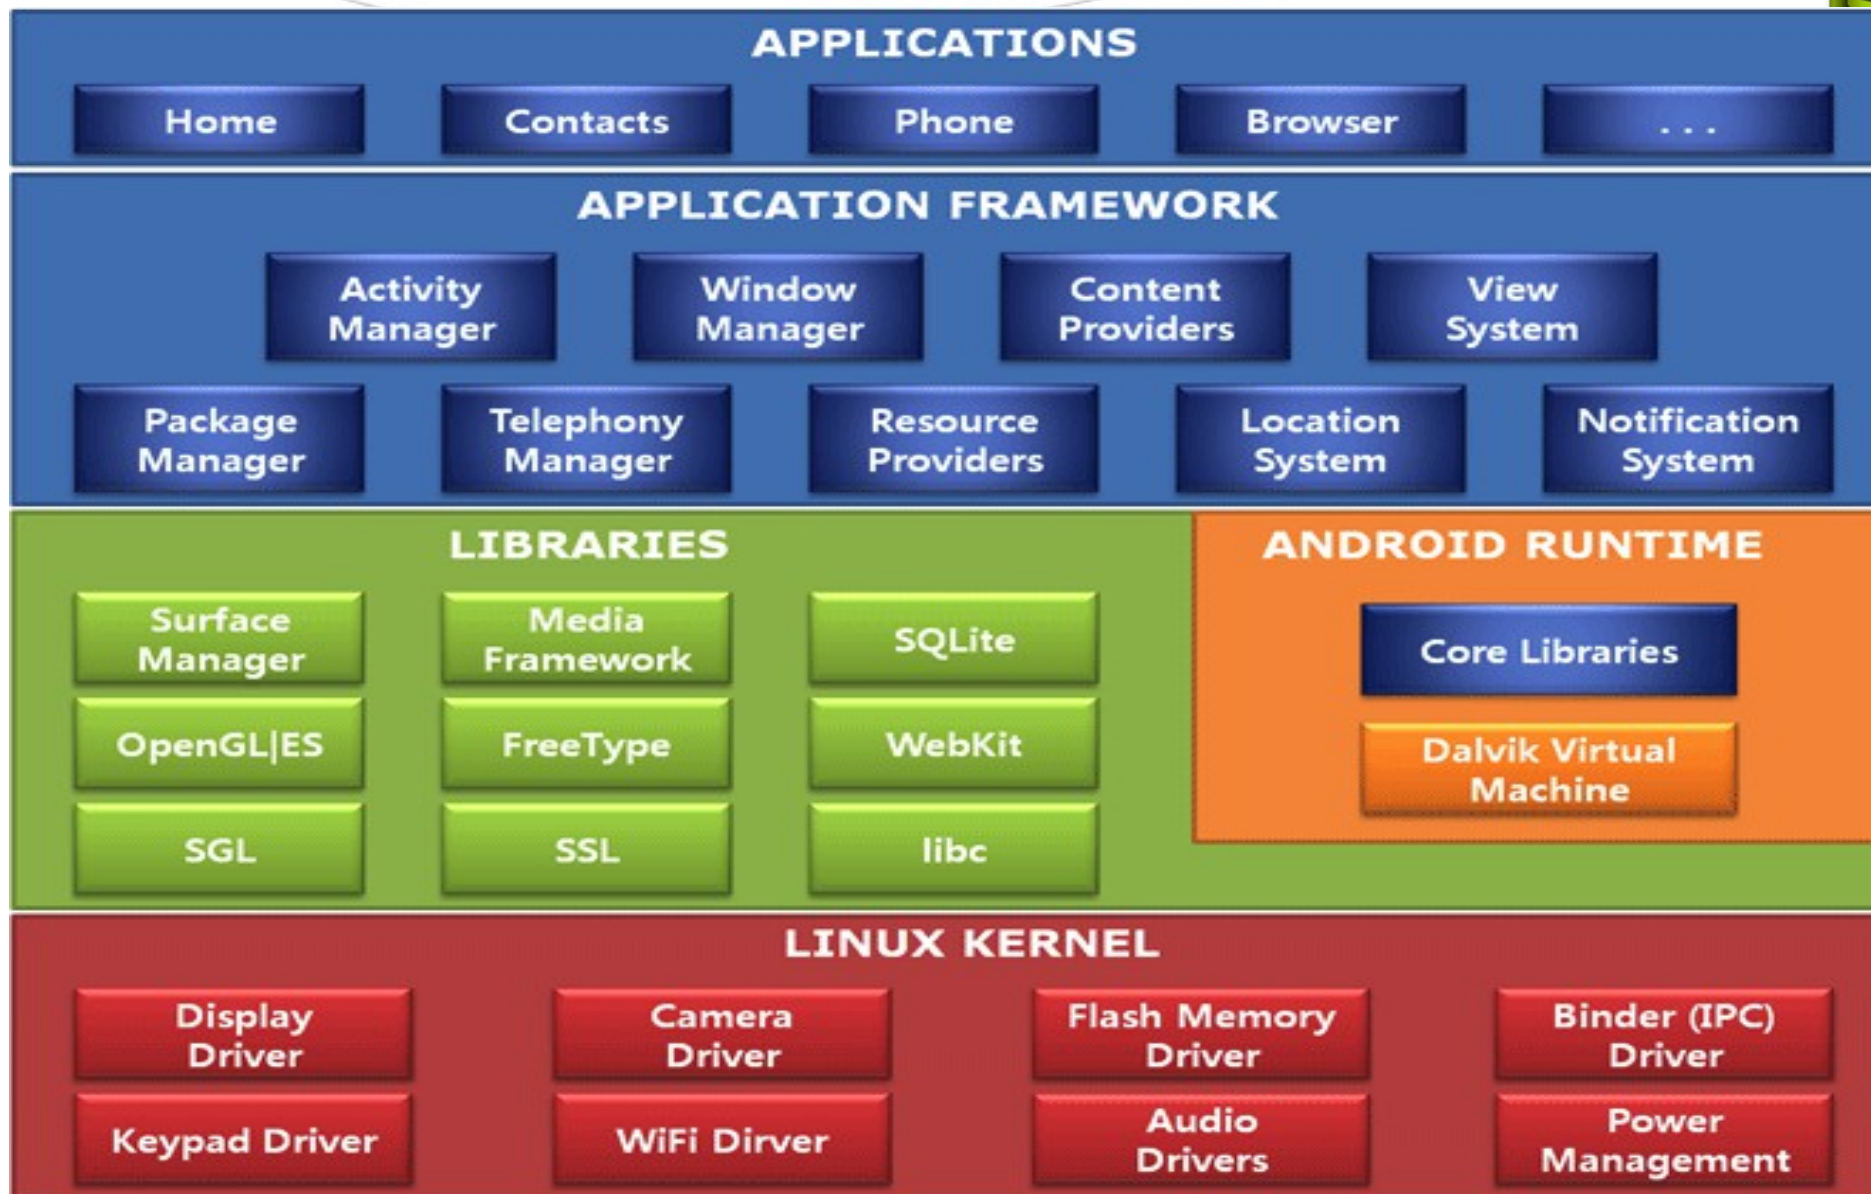 APPLICATIONS
Home
Contacts
Phone
Browser
...
APPLICATION FRAMEWORK
Activity
Manager
Window
Manager
Content
Providers
View
System
Package
Manager
Telephony
Manager
Resource
Providers
Location
System
Notification
System
LIBRARIES
Surface
Manager
Media
Framework
SQLite
OpenGL|ES
FreeType
WebKit
SGL
SSL
libc
ANDROID RUNTIME
Core Libraries
Dalvik Virtual
Machine
LINUX KERNEL
Display
Driver
Camera
Driver
Flash Memory
Driver
Binder (IPC)
Driver
Keypad Driver
WiFi Dirver
Audio
Drivers
Power
Management